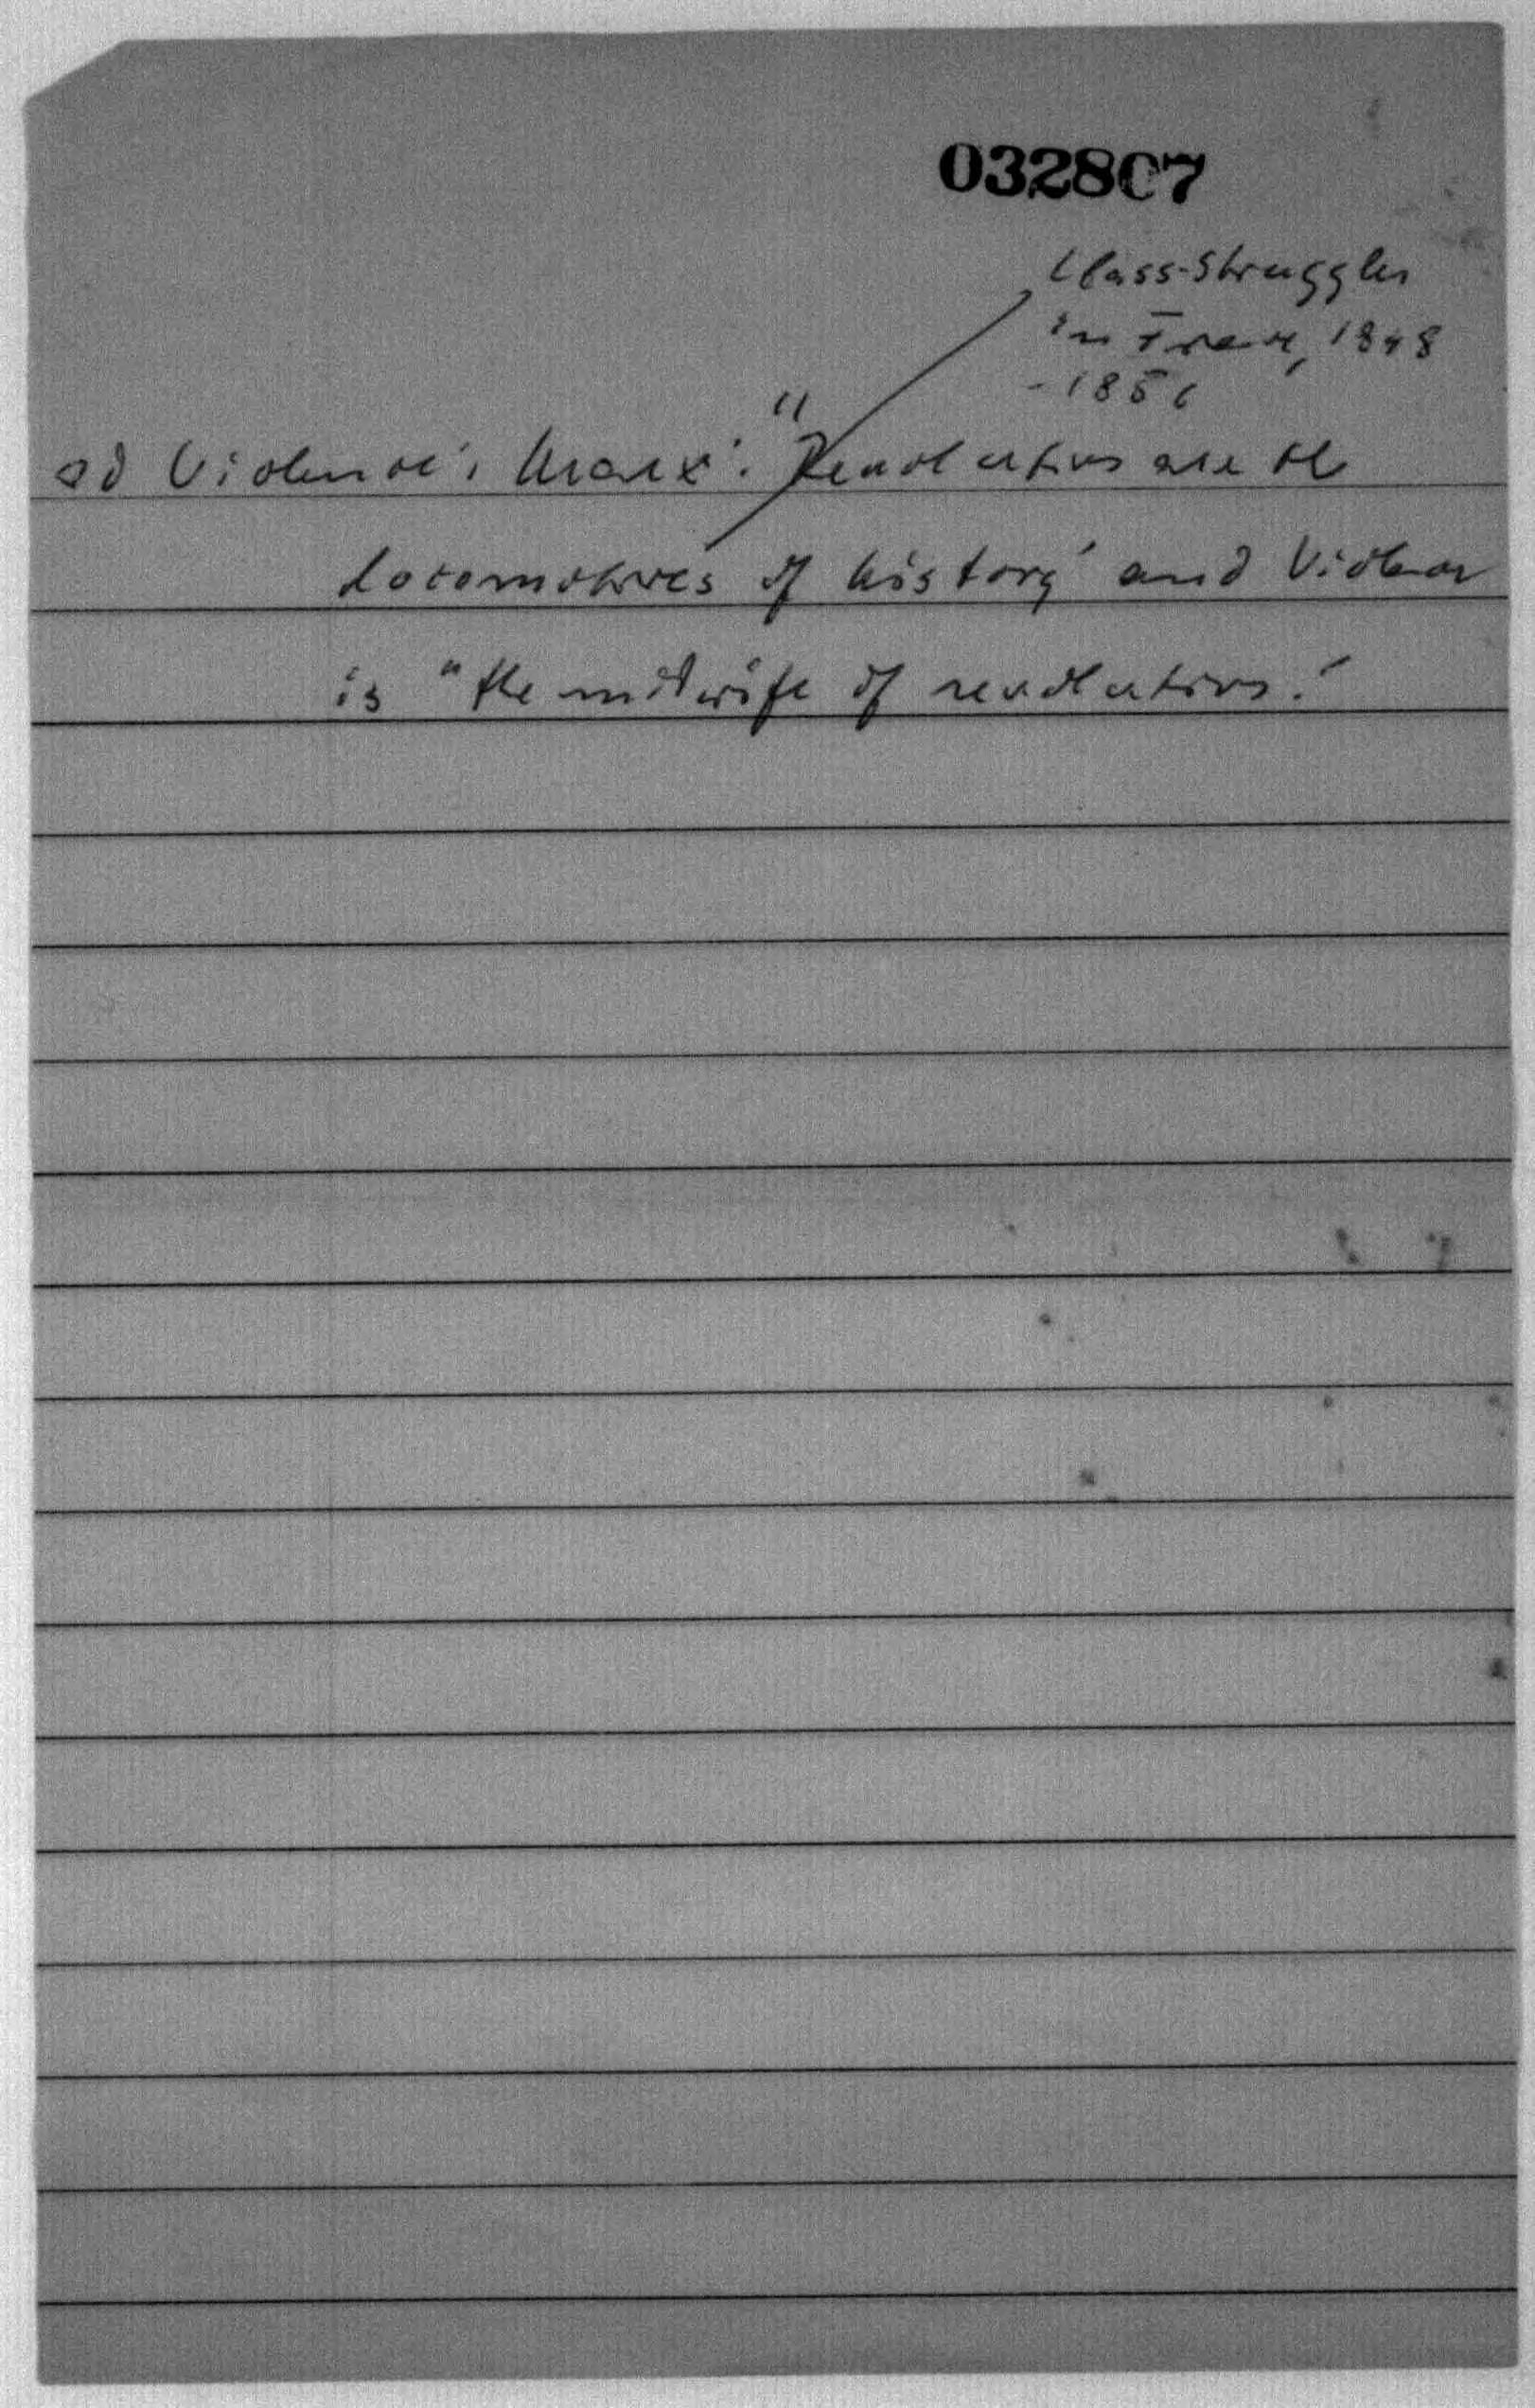 032807
Class-Struggles
in France, 1848
- 1850
ad Violence: Marx: "Revolutions are the
locomotives of history" and Violence
is "the midwife of revolutions."